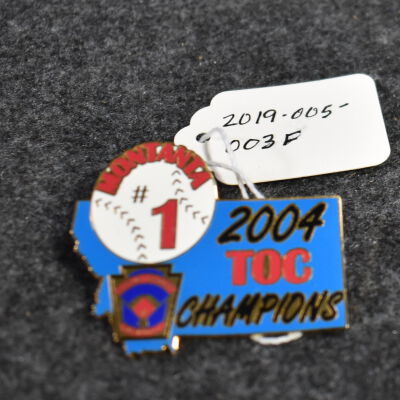 2019-005-
003F
MONTANA
#1
2004
TOC
CHAMPIONS